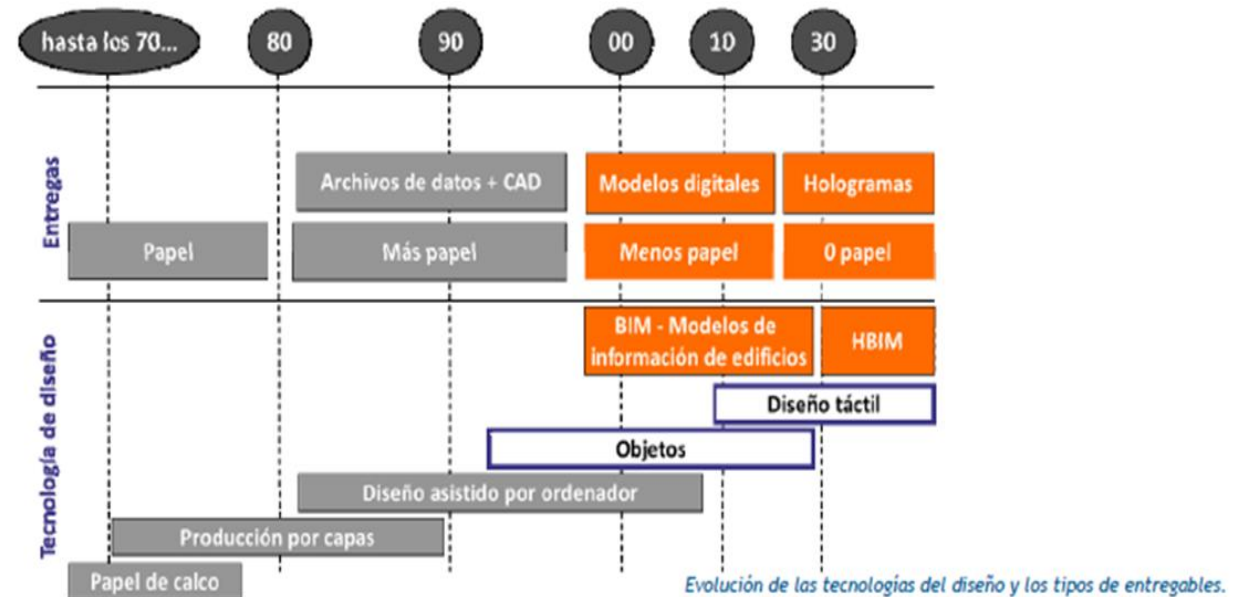 hasta los 70...
80
90
00
10
30
Entregas
Archivos de datos + CAD
Modelos digitales
Hologramas
Papel
Más papel
Menos papel
0 papel
Tecnología de diseño
BIM - Modelos de
información de edificios
HBIM
Diseño táctil
Objetos
Diseño asistido por ordenador
Producción por capas
Papel de calco
Evolución de las tecnologías del diseño y los tipos de entregables.